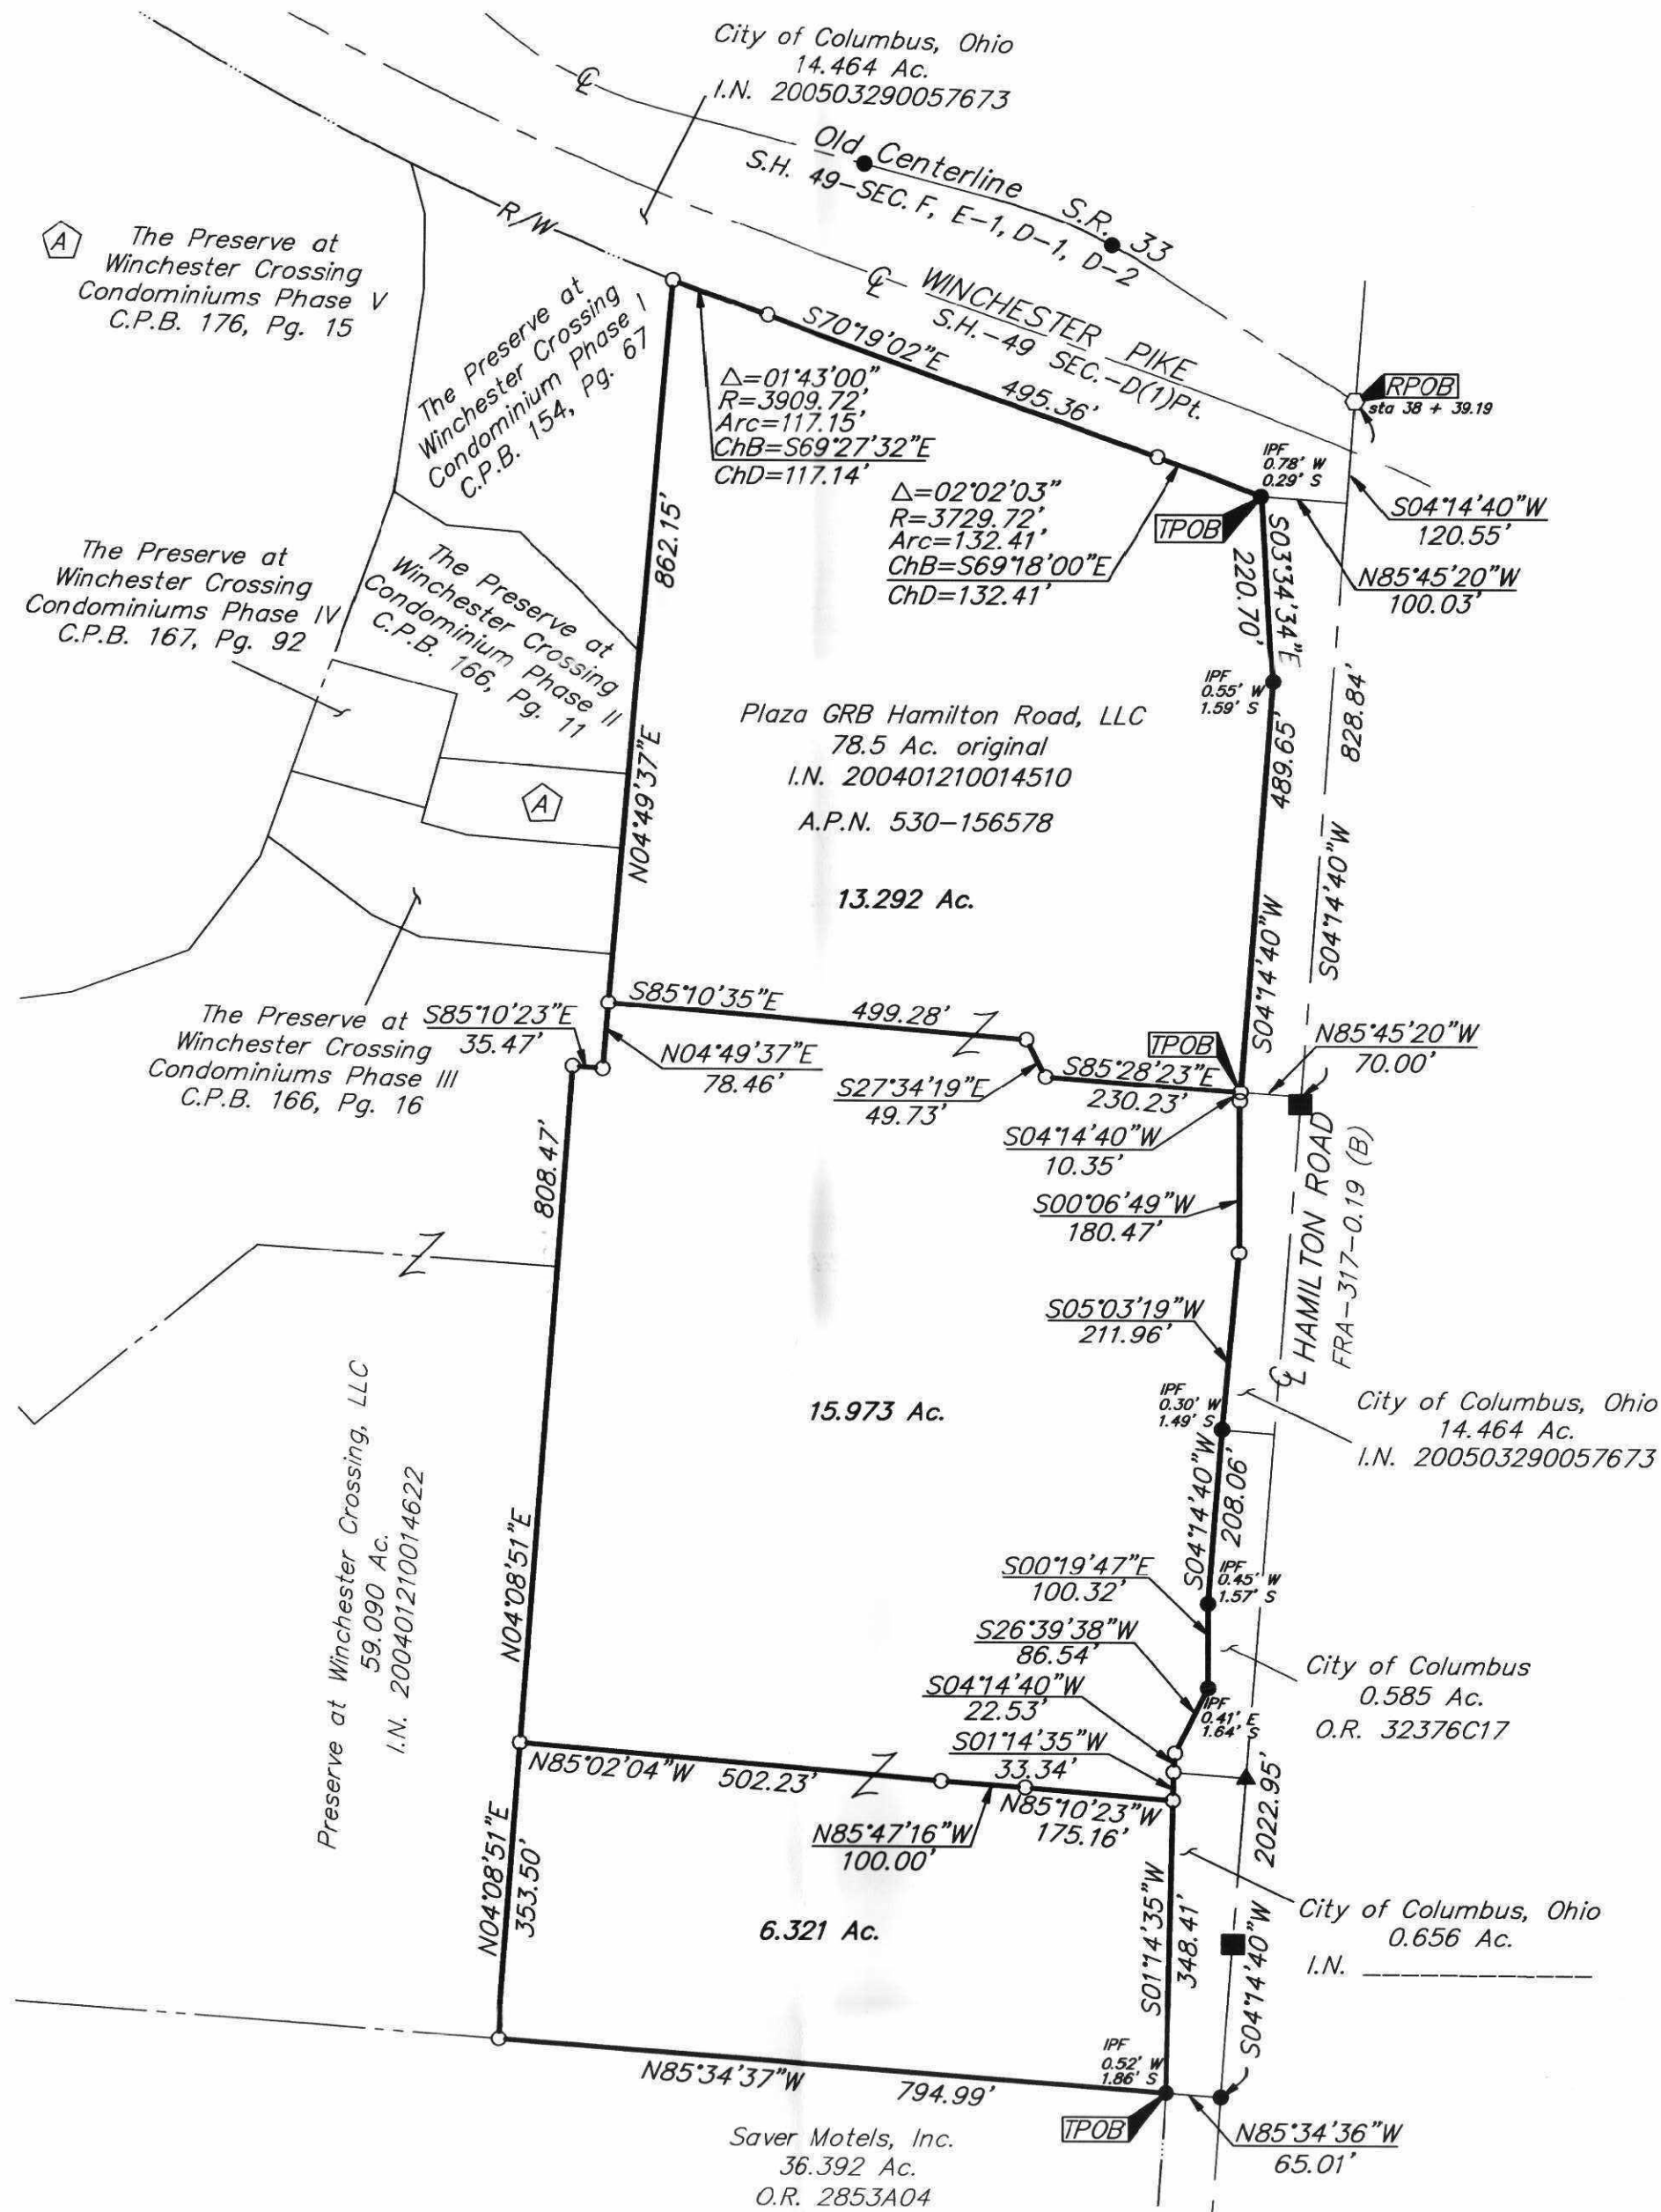 City of Columbus, Ohio
14.464 Ac.
I.N. 200503290057673
℄
Old Centerline S.R. 33
S.H. 49-SEC. F, E-1, D-1, D-2
R/W
A
The Preserve at
Winchester Crossing
Condominiums Phase V
C.P.B. 176, Pg. 15
The Preserve at
Winchester Crossing
Condominium Phase I
C.P.B. 154, Pg. 67
℄ WINCHESTER PIKE
S.H.-49 SEC.-D(1)Pt.
S70°19'02"E
495.36'
RPOB
sta 38 + 39.19
Δ=01°43'00"
R=3909.72'
Arc=117.15'
ChB=S69°27'32"E
ChD=117.14'
IPF
0.78' W
0.29' S
Δ=02°02'03"
R=3729.72'
Arc=132.41'
ChB=S69°18'00"E
ChD=132.41'
TPOB
S04°14'40"W
120.55'
N85°45'20"W
100.03'
862.15'
N04°49'37"E
S03°34'34"E
220.70'
The Preserve at
Winchester Crossing
Condominiums Phase IV
C.P.B. 167, Pg. 92
The Preserve at
Winchester Crossing
Condominium Phase II
C.P.B. 166, Pg. 11
IPF
0.55' W
1.59' S
489.65'
S04°14'40"W
828.84'
S04°14'40"W
Plaza GRB Hamilton Road, LLC
78.5 Ac. original
I.N. 200401210014510
A.P.N. 530-156578
A
13.292 Ac.
The Preserve at
Winchester Crossing
Condominiums Phase III
C.P.B. 166, Pg. 16
S85°10'23"E
35.47'
S85°10'35"E
499.28'
N04°49'37"E
78.46'
S27°34'19"E
49.73'
TPOB
S85°28'23"E
230.23'
N85°45'20"W
70.00'
S04°14'40"W
10.35'
S00°06'49"W
180.47'
808.47'
N04°08'51"E
℄ HAMILTON ROAD
FRA-317-0.19 (B)
S05°03'19"W
211.96'
IPF
0.30' W
1.49' S
City of Columbus, Ohio
14.464 Ac.
I.N. 200503290057673
15.973 Ac.
Preserve at Winchester Crossing, LLC
59.090 Ac.
I.N. 200401210014622
S04°14'40"W
208.06'
S00°19'47"E
100.32'
IPF
0.45' W
1.57' S
S26°39'38"W
86.54'
City of Columbus
0.585 Ac.
O.R. 32376C17
S04°14'40"W
22.53'
IPF
0.41' E
1.64' S
S01°14'35"W
33.34'
N85°02'04"W
502.23'
N85°47'16"W
100.00'
N85°10'23"W
175.16'
2022.95'
S04°14'40"W
N04°08'51"E
353.50'
6.321 Ac.
S01°14'35"W
348.41'
City of Columbus, Ohio
0.656 Ac.
I.N. ____________
IPF
0.52' W
1.86' S
N85°34'37"W
794.99'
TPOB
N85°34'36"W
65.01'
Saver Motels, Inc.
36.392 Ac.
O.R. 2853A04